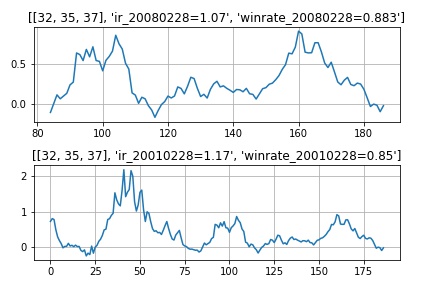 [[32, 35, 37], 'ir_20080228=1.07', 'winrate_20080228=0.883']
0.5
0.0
80 100 120 140 160 180
[[32, 35, 37], 'ir_20010228=1.17', 'winrate_20010228=0.85']
2
1
0
0 25 50 75 100 125 150 175